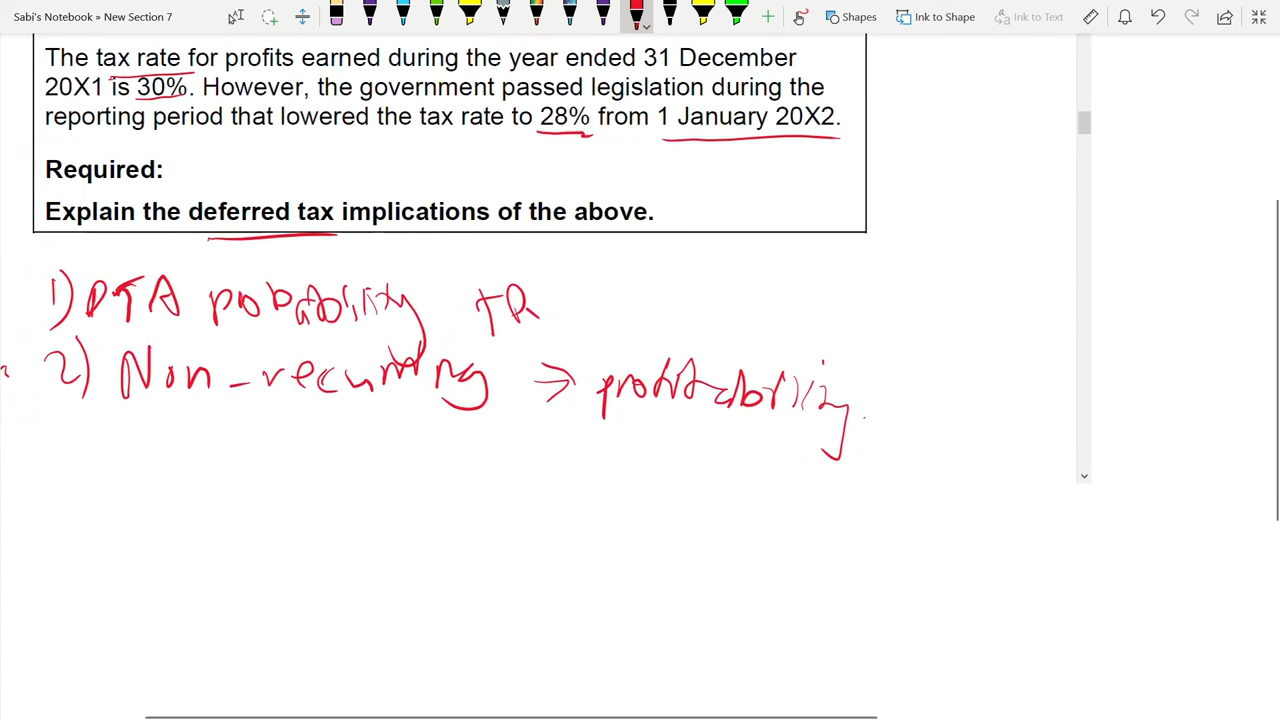 Sabi's Notebook » New Section 7
Shapes
Ink to Shape
Ink to Text
The tax rate for profits earned during the year ended 31 December
20X1 is 30%. However, the government passed legislation during the
reporting period that lowered the tax rate to 28% from 1 January 20X2.
Required:
Explain the deferred tax implications of the above.
1) DTA probability TR
2) Non-recurring → profitability